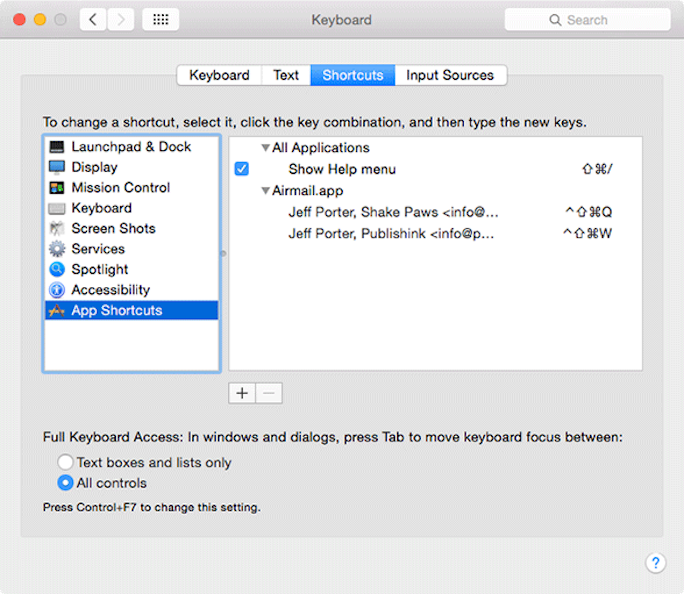 Keyboard
Search
Keyboard Text Shortcuts Input Sources
To change a shortcut, select it, click the key combination, and then type the new keys.
Launchpad & Dock
Display
Mission Control
Keyboard
Screen Shots
Services
Spotlight
Accessibility
App Shortcuts
All Applications
Show Help menu ⇧⌘/
Airmail.app
Jeff Porter, Shake Paws <info@... ^⇧⌘Q
Jeff Porter, Publishink <info@p... ^⇧⌘W
+ −
Full Keyboard Access: In windows and dialogs, press Tab to move keyboard focus between:
Text boxes and lists only
All controls
Press Control+F7 to change this setting.
?